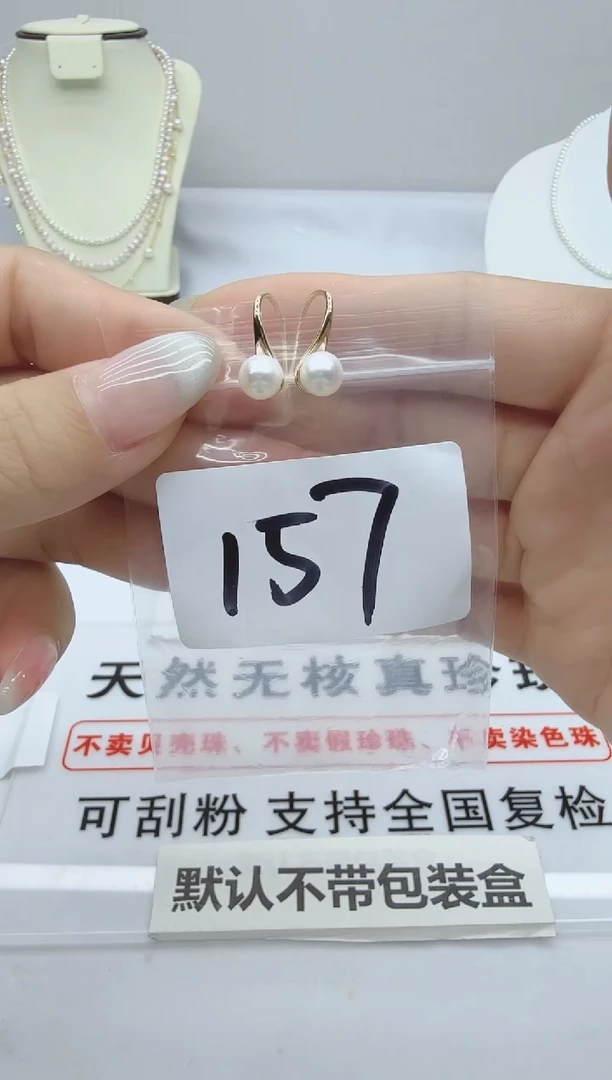 157
天然无核真珍珠
不卖贝壳珠、不卖假珍珠、不卖染色珠
可刮粉 支持全国复检
默认不带包装盒